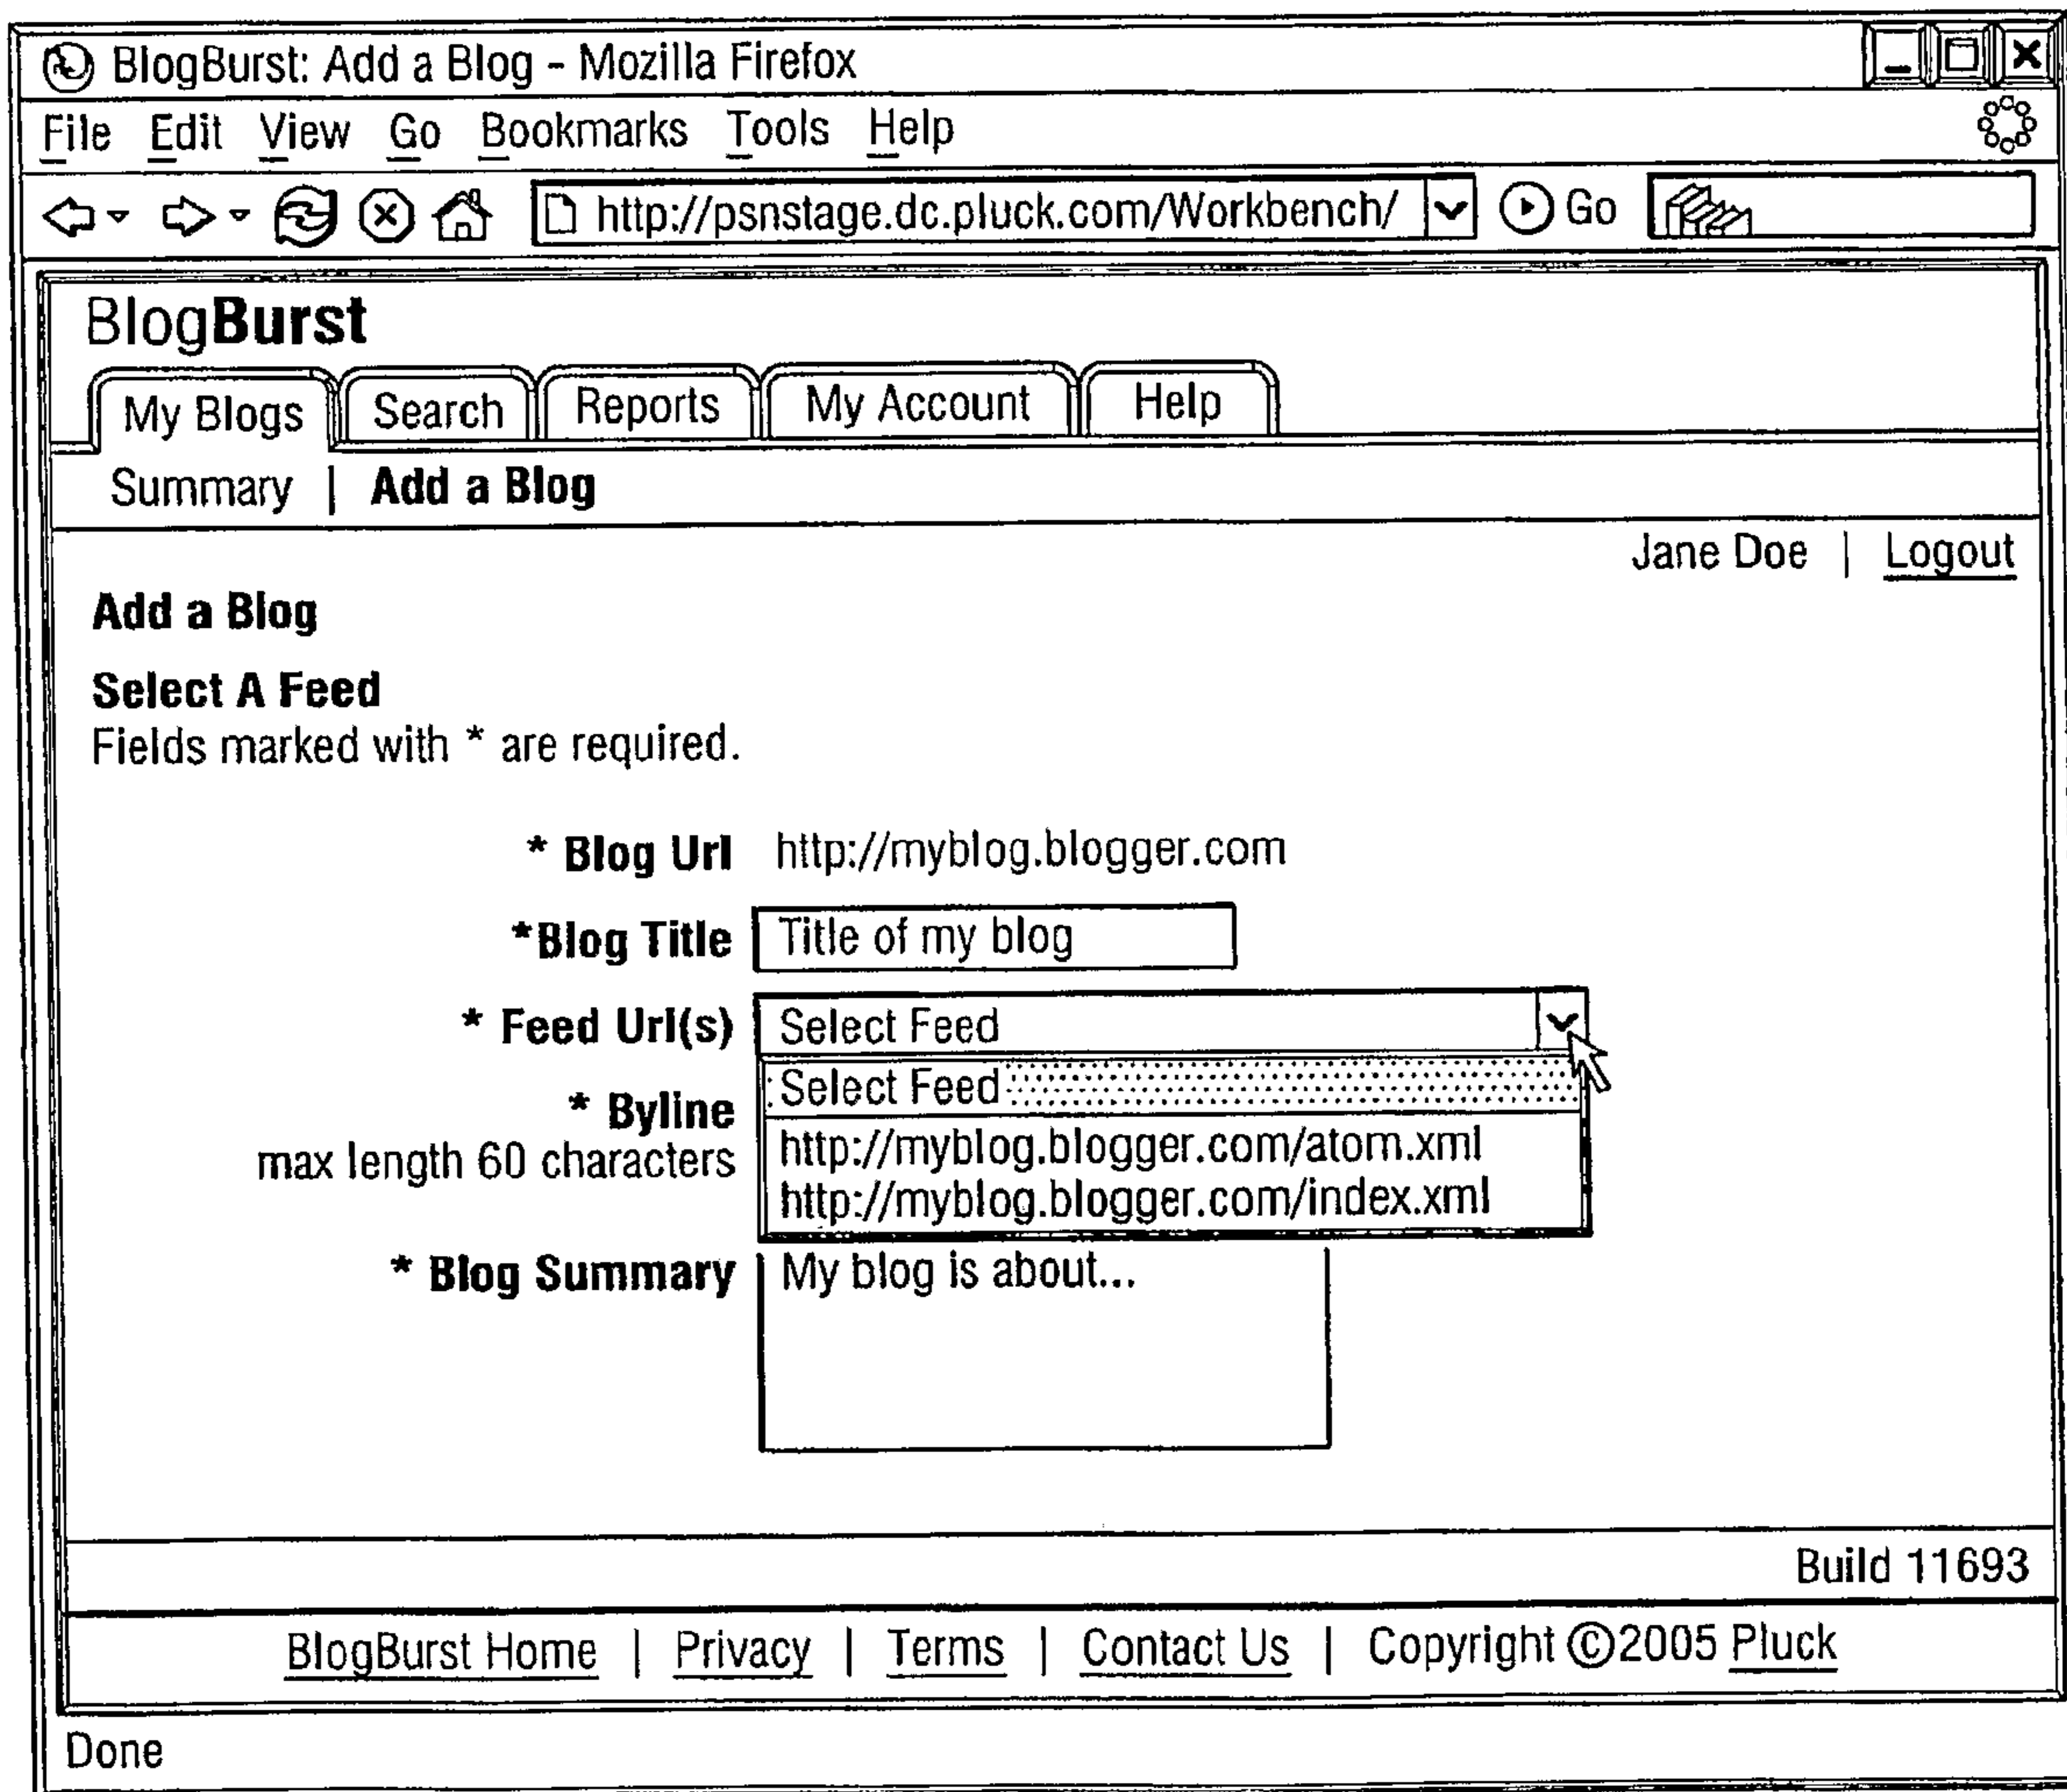 BlogBurst: Add a Blog - Mozilla Firefox
File Edit View Go Bookmarks Tools Help
http://psnstage.dc.pluck.com/Workbench/ Go
BlogBurst
My Blogs Search Reports My Account Help
Summary | Add a Blog
Jane Doe | Logout
Add a Blog
Select A Feed
Fields marked with * are required.
* Blog Url http://myblog.blogger.com
*Blog Title Title of my blog
* Feed Url(s) Select Feed
Select Feed
* Byline
http://myblog.blogger.com/atom.xml
max length 60 characters
http://myblog.blogger.com/index.xml
* Blog Summary My blog is about...
Build 11693
BlogBurst Home | Privacy | Terms | Contact Us | Copyright ©2005 Pluck
Done